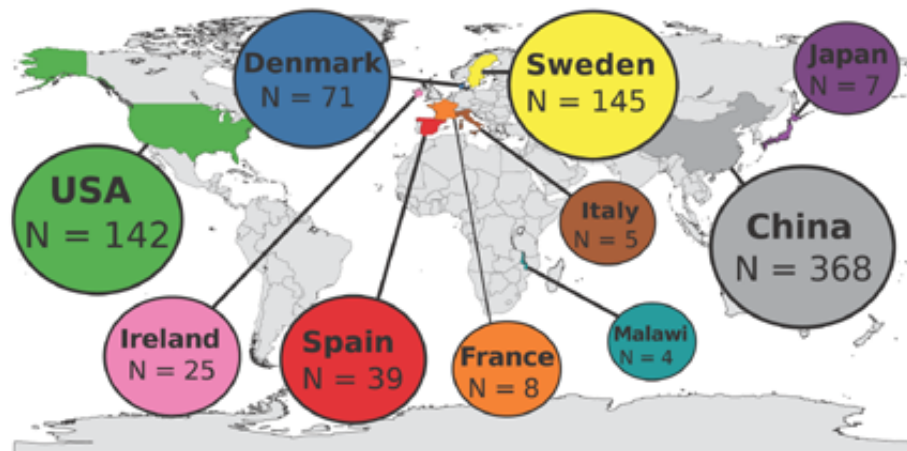 Denmark
N = 71
Sweden
N = 145
Japan
N = 7
USA
N = 142
Italy
N = 5
China
N = 368
Ireland
N = 25
Spain
N = 39
France
N = 8
Malawi
N = 4